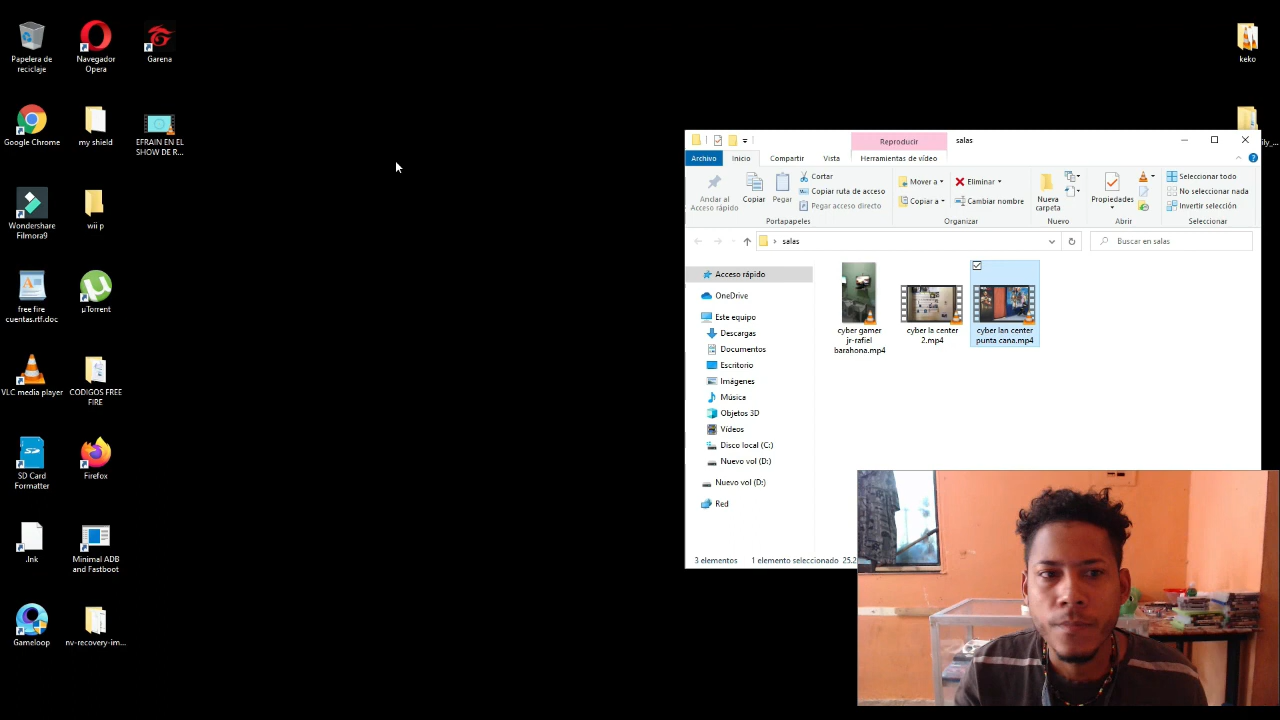 Papelera de
reciclaje
Navegador
Opera
Garena
Google Chrome
my shield
EFRAIN EN EL
SHOW DE R...
Wondershare
Filmora9
wii p
free fire
cuentas.rtf.doc
µTorrent
VLC media player
CODIGOS FREE
FIRE
SD
SD Card
Formatter
Firefox
.lnk
Minimal ADB
and Fastboot
Gameloop
nv-recovery-im...
keko
ily_...
Reproducir
salas
Archivo
Inicio
Compartir
Vista
Herramientas de vídeo
Anclar al
Acceso rápido
Copiar
Pegar
Cortar
Copiar ruta de acceso
Pegar acceso directo
Portapapeles
Mover a
Copiar a
Eliminar
Cambiar nombre
Organizar
Nueva
carpeta
Nuevo
Propiedades
Abrir
Seleccionar todo
No seleccionar nada
Invertir selección
Seleccionar
salas
Buscar en salas
Acceso rápido
OneDrive
Este equipo
Descargas
Documentos
Escritorio
Imágenes
Música
Objetos 3D
Vídeos
Disco local (C:)
Nuevo vol (D:)
Nuevo vol (D:)
Red
cyber gamer
jr-rafiel
barahona.mp4
cyber la center
2.mp4
cyber lan center
punta cana.mp4
3 elementos
1 elemento seleccionado
25.2